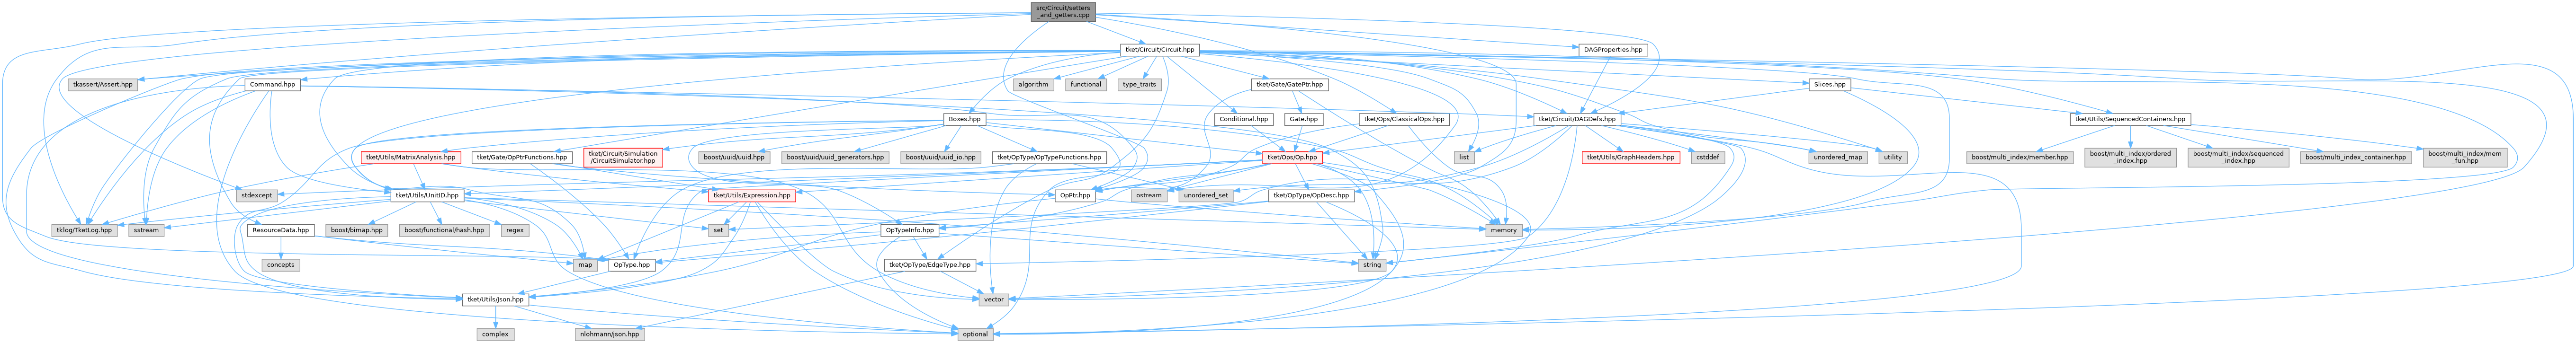 src/Circuit/setters
_and_getters.cpp
tket/Circuit/Circuit.hpp
DAGProperties.hpp
tkassert/Assert.hpp
Command.hpp
algorithm
functional
type_traits
tket/Gate/GatePtr.hpp
Slices.hpp
Boxes.hpp
Conditional.hpp
Gate.hpp
tket/Ops/ClassicalOps.hpp
tket/Circuit/DAGDefs.hpp
tket/Utils/SequencedContainers.hpp
tket/Utils/MatrixAnalysis.hpp
tket/Gate/OpPtrFunctions.hpp
tket/Circuit/Simulation
/CircuitSimulator.hpp
boost/uuid/uuid.hpp
boost/uuid/uuid_generators.hpp
boost/uuid/uuid_io.hpp
tket/OpType/OpTypeFunctions.hpp
tket/Ops/Op.hpp
list
tket/Utils/GraphHeaders.hpp
cstddef
unordered_map
utility
boost/multi_index/member.hpp
boost/multi_index/ordered
_index.hpp
boost/multi_index/sequenced
_index.hpp
boost/multi_index_container.hpp
boost/multi_index/mem
_fun.hpp
stdexcept
tket/Utils/UnitID.hpp
tket/Utils/Expression.hpp
OpPtr.hpp
ostream
unordered_set
tket/OpType/OpDesc.hpp
tklog/TketLog.hpp
sstream
ResourceData.hpp
boost/bimap.hpp
boost/functional/hash.hpp
regex
set
OpTypeInfo.hpp
memory
concepts
map
OpType.hpp
tket/OpType/EdgeType.hpp
string
tket/Utils/Json.hpp
vector
complex
nlohmann/json.hpp
optional